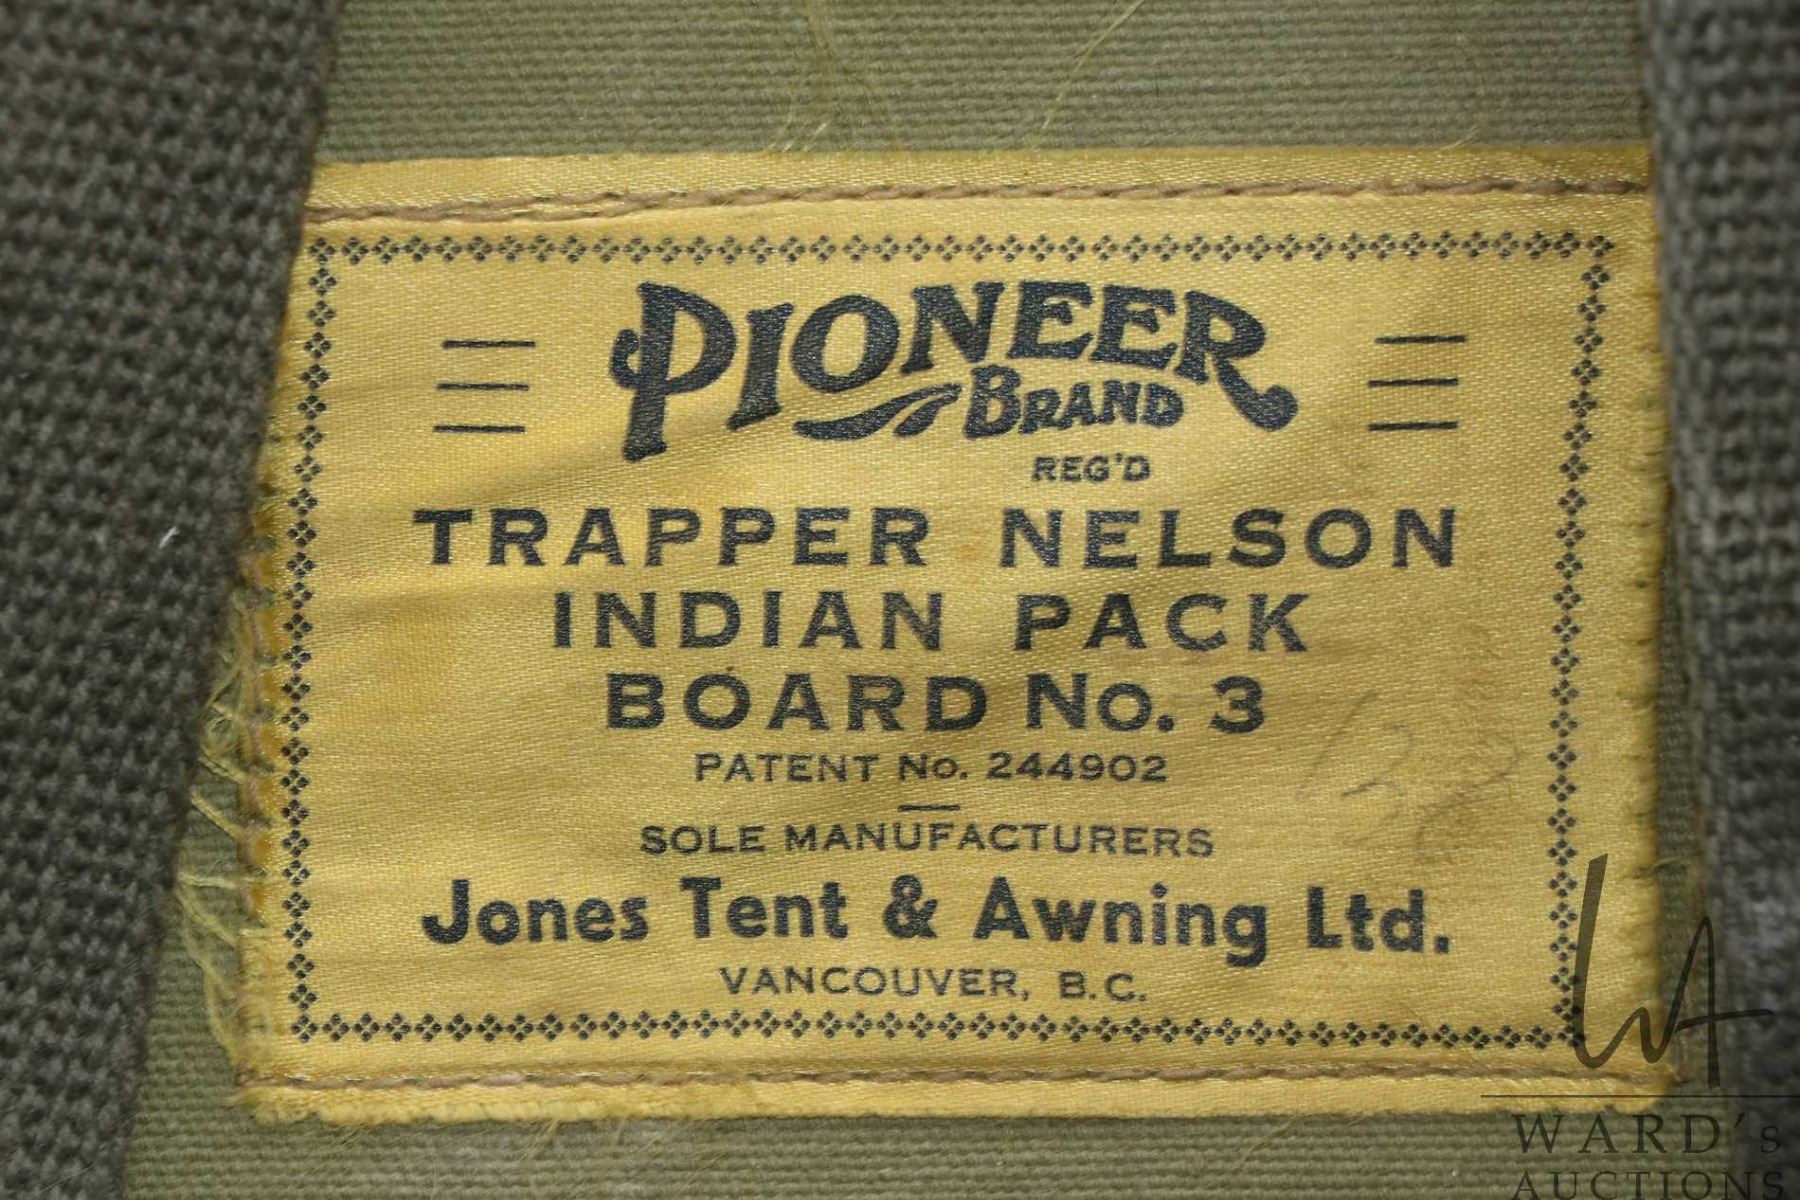 PIONEER
BRAND
REG'D
TRAPPER NELSON
INDIAN PACK
BOARD No. 3
PATENT No. 244902
SOLE MANUFACTURERS
Jones Tent & Awning Ltd.
VANCOUVER, B.C.
WA
WARD's
AUCTIONS